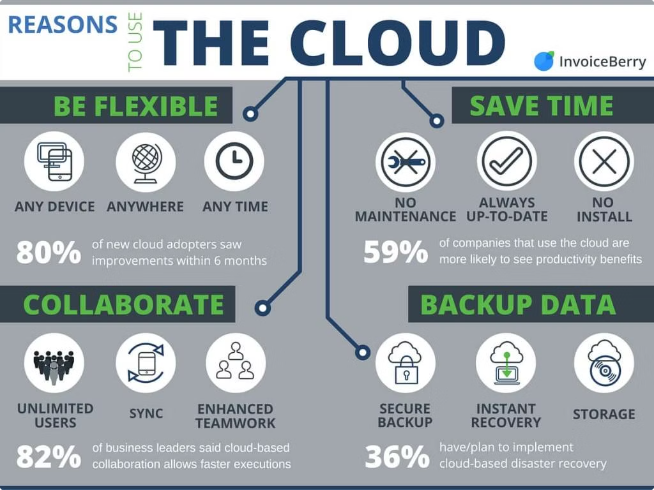 REASONS
TO USE
THE CLOUD
InvoiceBerry
BE FLEXIBLE
ANY DEVICE
ANYWHERE
ANY TIME
80%
of new cloud adopters saw
improvements within 6 months
SAVE TIME
NO
MAINTENANCE
ALWAYS
UP-TO-DATE
NO
INSTALL
59%
of companies that use the cloud are
more likely to see productivity benefits
COLLABORATE
UNLIMITED
USERS
SYNC
ENHANCED
TEAMWORK
82%
of business leaders said cloud-based
collaboration allows faster executions
BACKUP DATA
SECURE
BACKUP
INSTANT
RECOVERY
STORAGE
36%
have/plan to implement
cloud-based disaster recovery